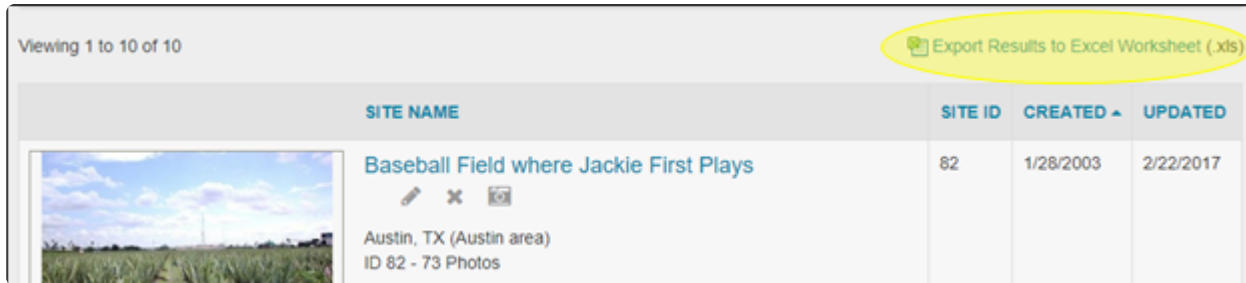 Viewing 1 to 10 of 10
Export Results to Excel Worksheet (.xls)
SITE NAME SITE ID CREATED UPDATED
Baseball Field where Jackie First Plays 82 1/28/2003 2/22/2017
Austin, TX (Austin area)
ID 82 - 73 Photos